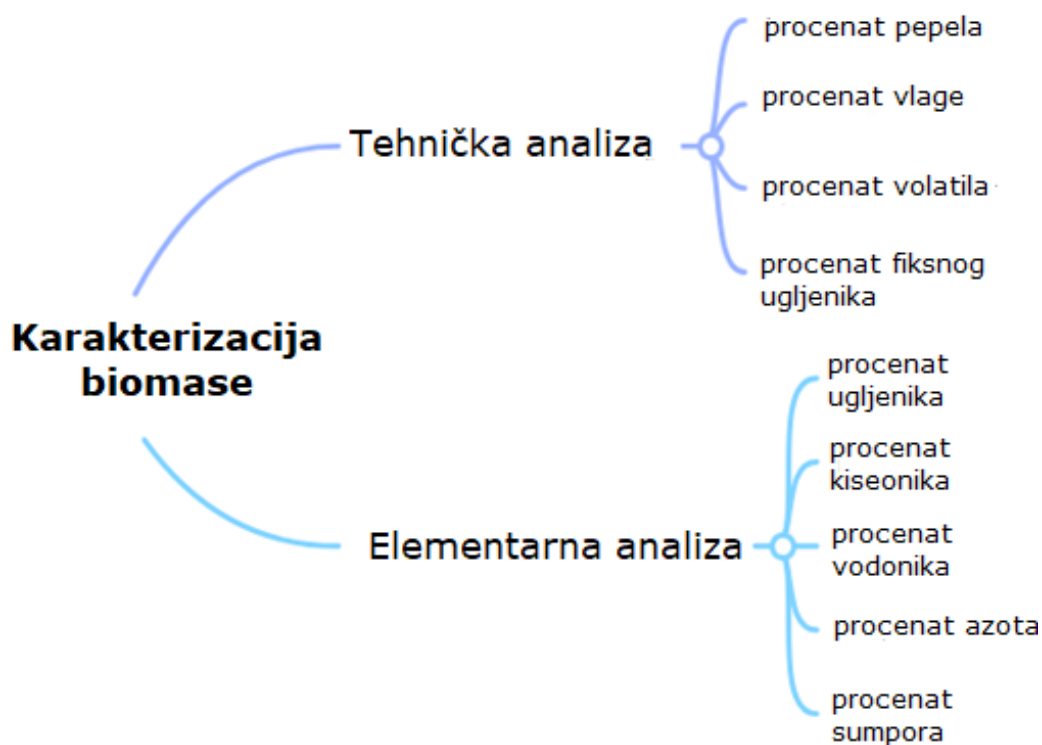 procenat pepela
procenat vlage
Tehnička analiza
procenat volatila
procenat fiksnog
ugljenika
Karakterizacija
biomase
procenat
ugljenika
procenat
kiseonika
procenat
vodonika
Elementarna analiza
procenat azota
procenat
sumpora